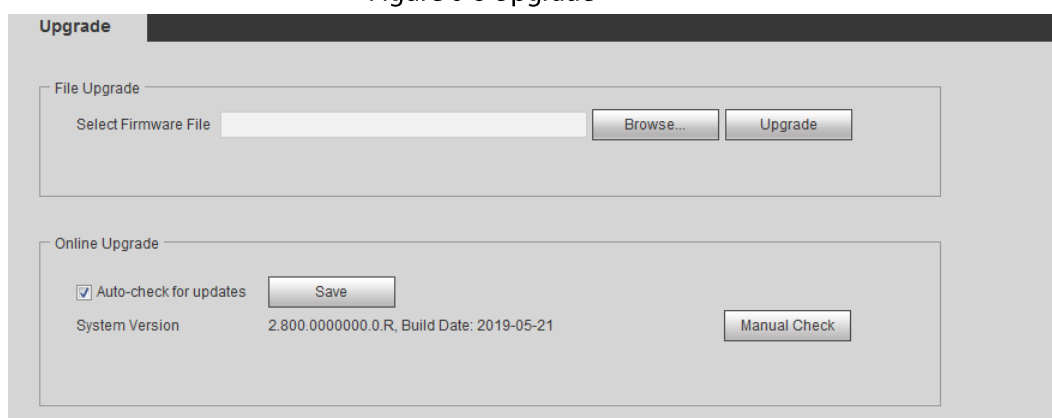 Upgrade
File Upgrade
Select Firmware File Browse... Upgrade
Online Upgrade
Auto-check for updates Save
System Version 2.800.0000000.0.R, Build Date: 2019-05-21 Manual Check